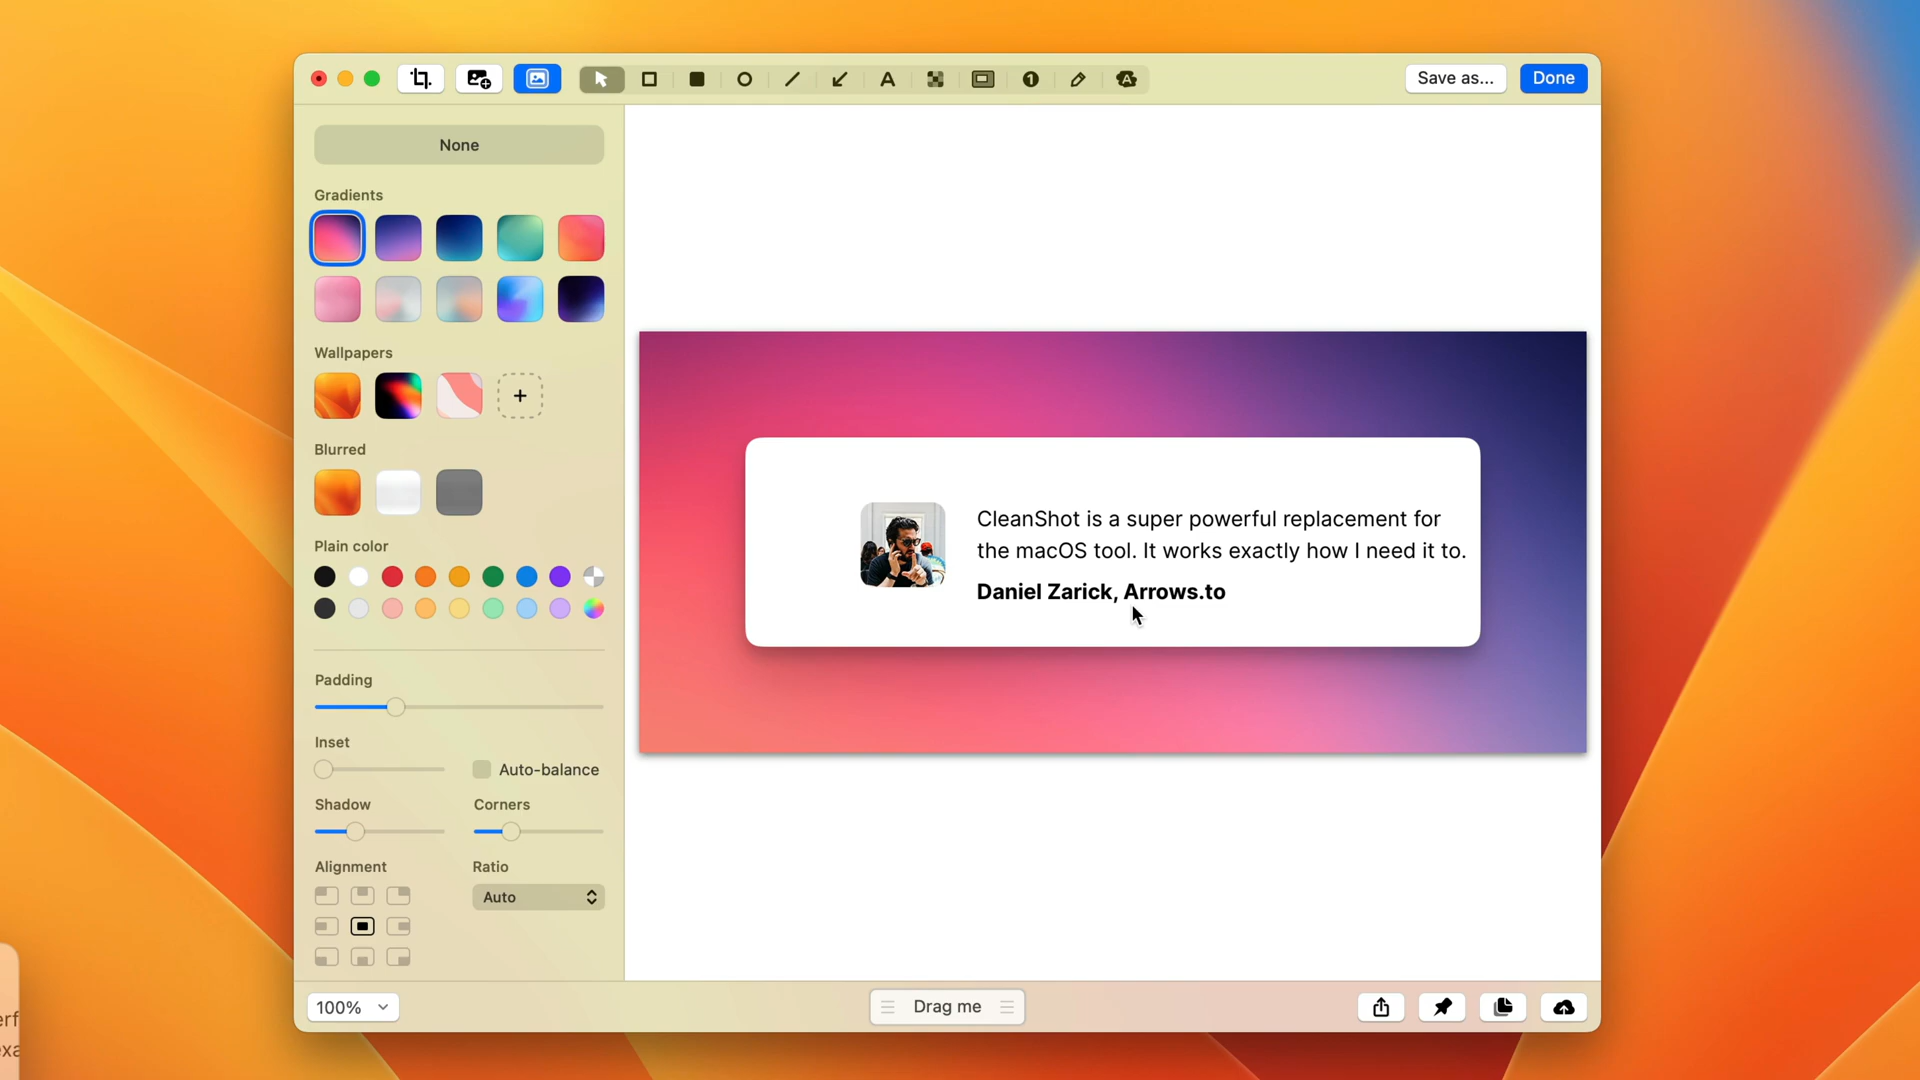 Save as...
Done
None
Gradients
Wallpapers
Blurred
Plain color
Padding
Inset
Auto-balance
Shadow
Corners
Alignment
Ratio
Auto
CleanShot is a super powerful replacement for
the macOS tool. It works exactly how I need it to.
Daniel Zarick, Arrows.to
100%
Drag me